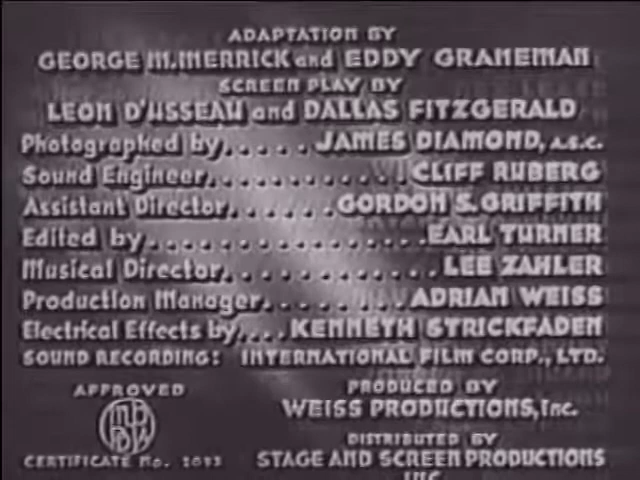 ADAPTATION BY
GEORGE M. MERRICK and EDDY GRANEMAN
SCREEN PLAY BY
LEON D'USSEAU and DALLAS FITZGERALD
Photographed by..... JAMES DIAMOND, A.S.C.
Sound Engineer............. CLIFF RUBERG
Assistant Director...... GORDON S. GRIFFITH
Edited by................ EARL TURNER
Musical Director............ LEE ZAHLER
Production Manager........ ADRIAN WEISS
Electrical Effects by.... KENNETH STRICKFADEN
SOUND RECORDING: INTERNATIONAL FILM CORP., LTD.
APPROVED
CERTIFICATE No.
PRODUCED BY
WEISS PRODUCTIONS, Inc.
DISTRIBUTED BY
STAGE AND SCREEN PRODUCTIONS
INC.